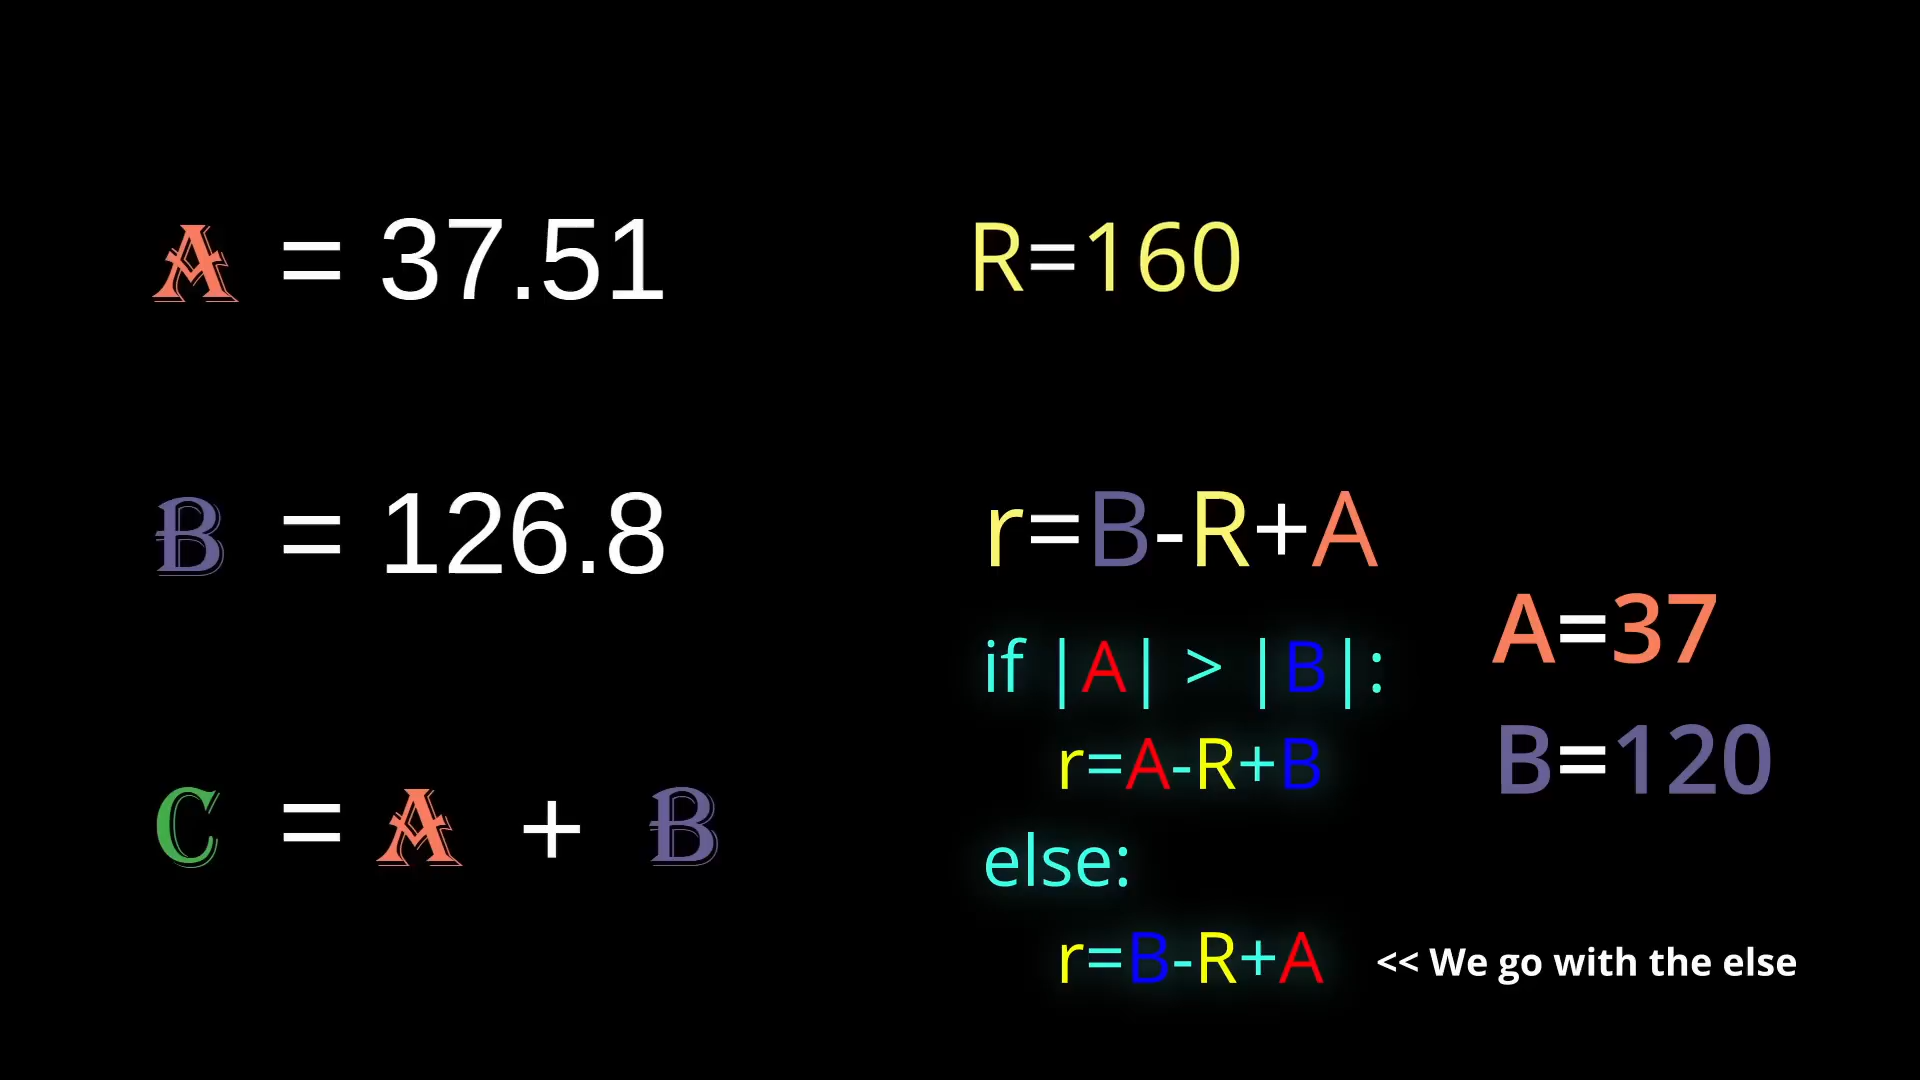 A = 37.51
R=160
B = 126.8
r=B-R+A
A=37
if |A| > |B|:
B=120
r=A-R+B
C = A + B
else:
r=B-R+A << We go with the else